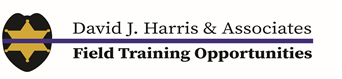 David J. Harris & Associates
Field Training Opportunities